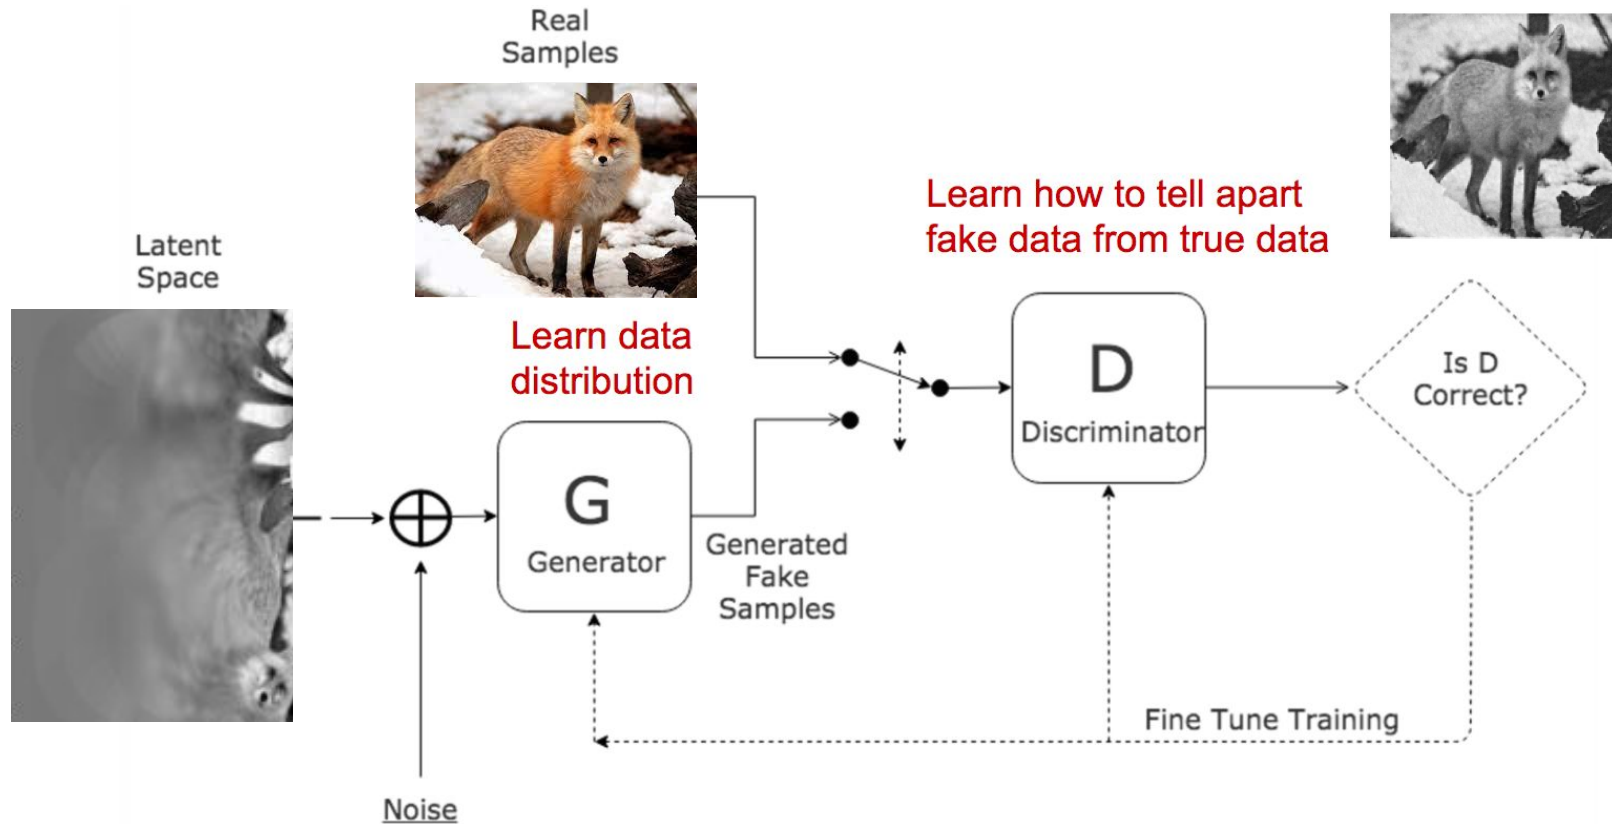 Real
Samples
Learn how to tell apart
fake data from true data
Latent
Space
Learn data
distribution
Is D
Correct?
D
Discriminator
G
Generator
Generated
Fake
Samples
Fine Tune Training
Noise